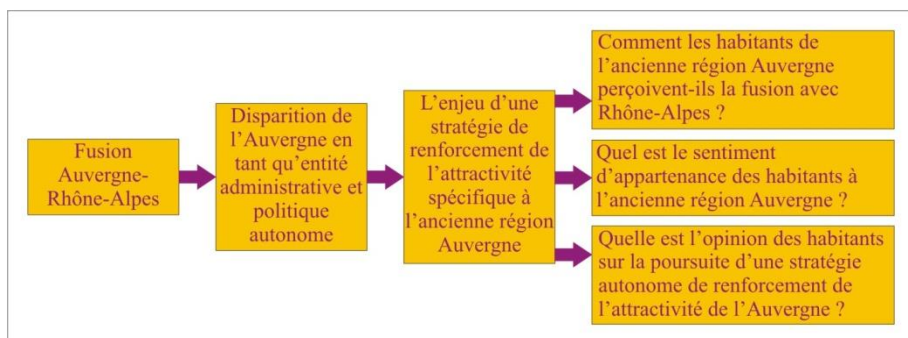 Fusion
Auvergne-
Rhône-Alpes
Disparition de
l’Auvergne en
tant qu’entité
administrative et
politique
autonome
L’enjeu d’une
stratégie de
renforcement de
l’attractivité
spécifique à
l’ancienne région
Auvergne
Comment les habitants de
l’ancienne région Auvergne
perçoivent-ils la fusion avec
Rhône-Alpes ?
Quel est le sentiment
d’appartenance des habitants à
l’ancienne région Auvergne ?
Quelle est l’opinion des habitants
sur la poursuite d’une stratégie
autonome de renforcement de
l’attractivité de l’Auvergne ?